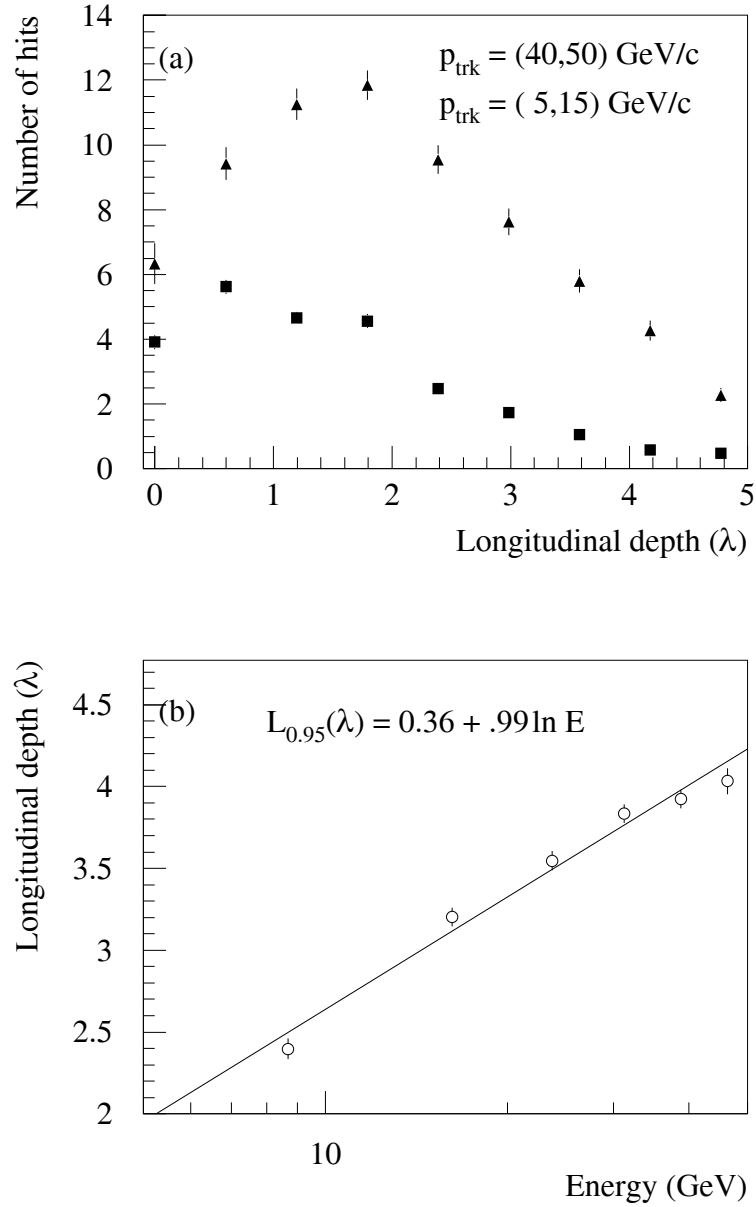 (a)
p_trk = (40,50) GeV/c
p_trk = ( 5,15) GeV/c
Number of hits
14
12
10
8
6
4
2
0
0 1 2 3 4 5
Longitudinal depth (λ)
(b)
L_0.95(λ) = 0.36 + .991ln E
Longitudinal depth (λ)
4.5
4
3.5
3
2.5
2
10
Energy (GeV)